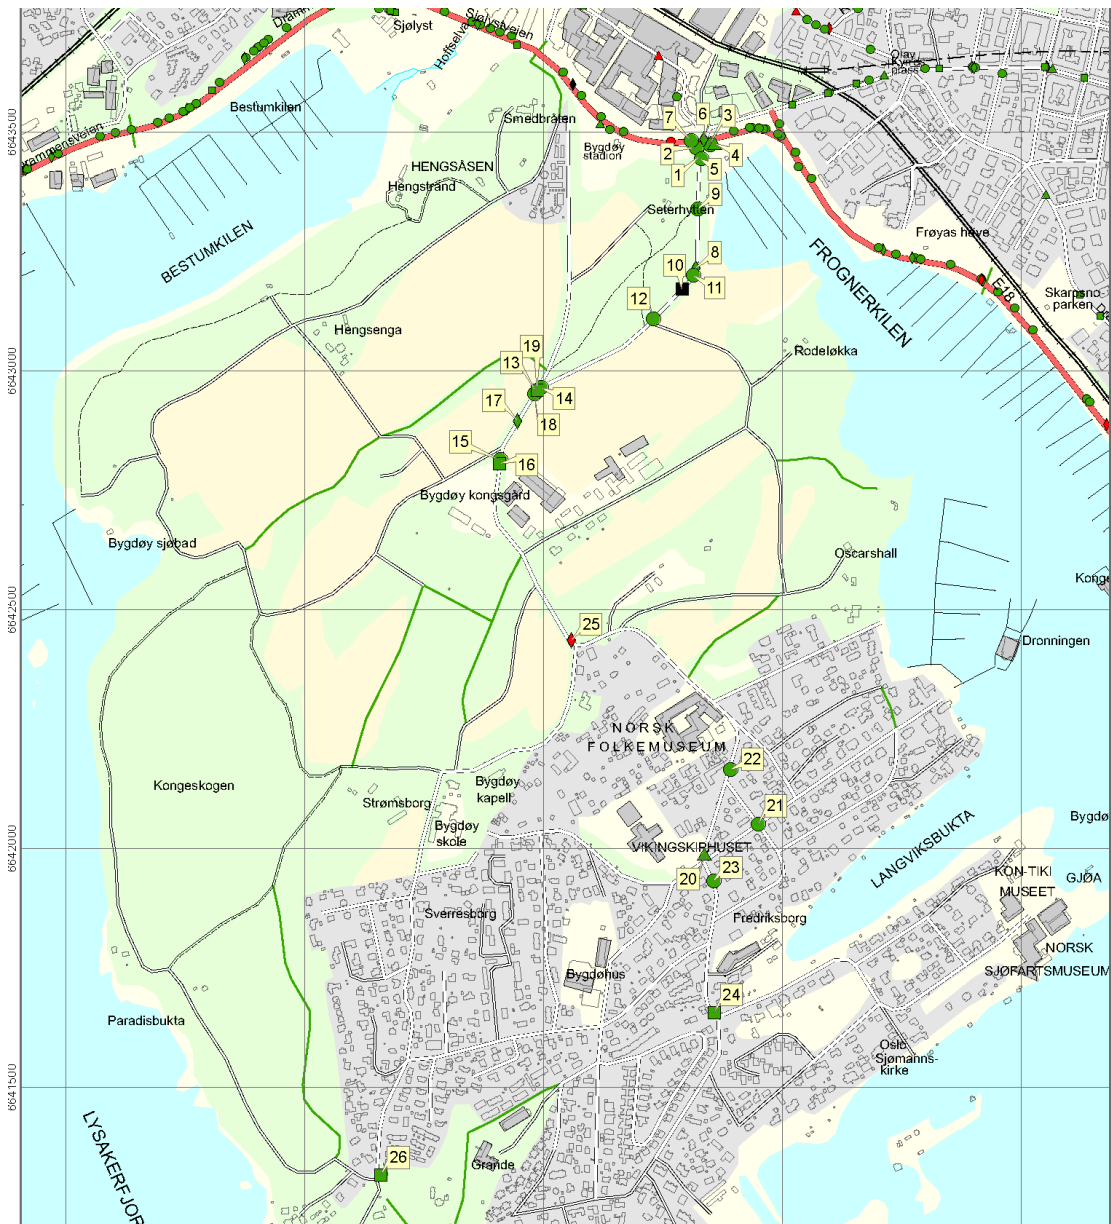 Sjølyst
Sjølystveien
Hoffselva
Bestumkilen
Drammensveien
Smedbråten
Bygdøy
stadion
HENGSÅSEN
Hengstrand
BESTUMKILEN
7
6
3
2
1
5
4
9
Seterhytten
8
10
11
12
Frøyas have
E18
Skarpsno-
parken
FROGNERKILEN
Hengsenga
Rodeløkka
19
13
14
17
18
15
16
Bygdøy kongsgård
Bygdøy sjøbad
Oscarshall
25
Dronningen
NORSK
FOLKEMUSEUM
22
Kongeskogen
Bygdøy
kapell
Strømsborg
Bygdøy
skole
21
VIKINGSKIPHUSET
20
23
LANGVIKSBUKTA
KON-TIKI
MUSEET
GJØA
Sverresborg
Fredriksborg
NORSK
SJØFARTSMUSEUM
Bygdøhus
24
Paradisbukta
Oslo
Sjømanns-
kirke
26
Grande
6643500
6643000
6642500
6642000
6641500